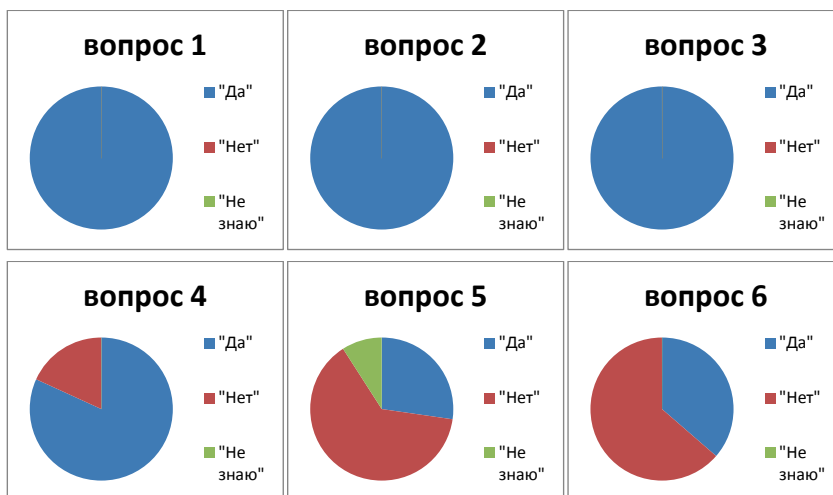 вопрос 1
"Да"
"Нет"
"Не
знаю"
вопрос 2
"Да"
"Нет"
"Не
знаю"
вопрос 3
"Да"
"Нет"
"Не
знаю"
вопрос 4
"Да"
"Нет"
"Не
знаю"
вопрос 5
"Да"
"Нет"
"Не
знаю"
вопрос 6
"Да"
"Нет"
"Не
знаю"